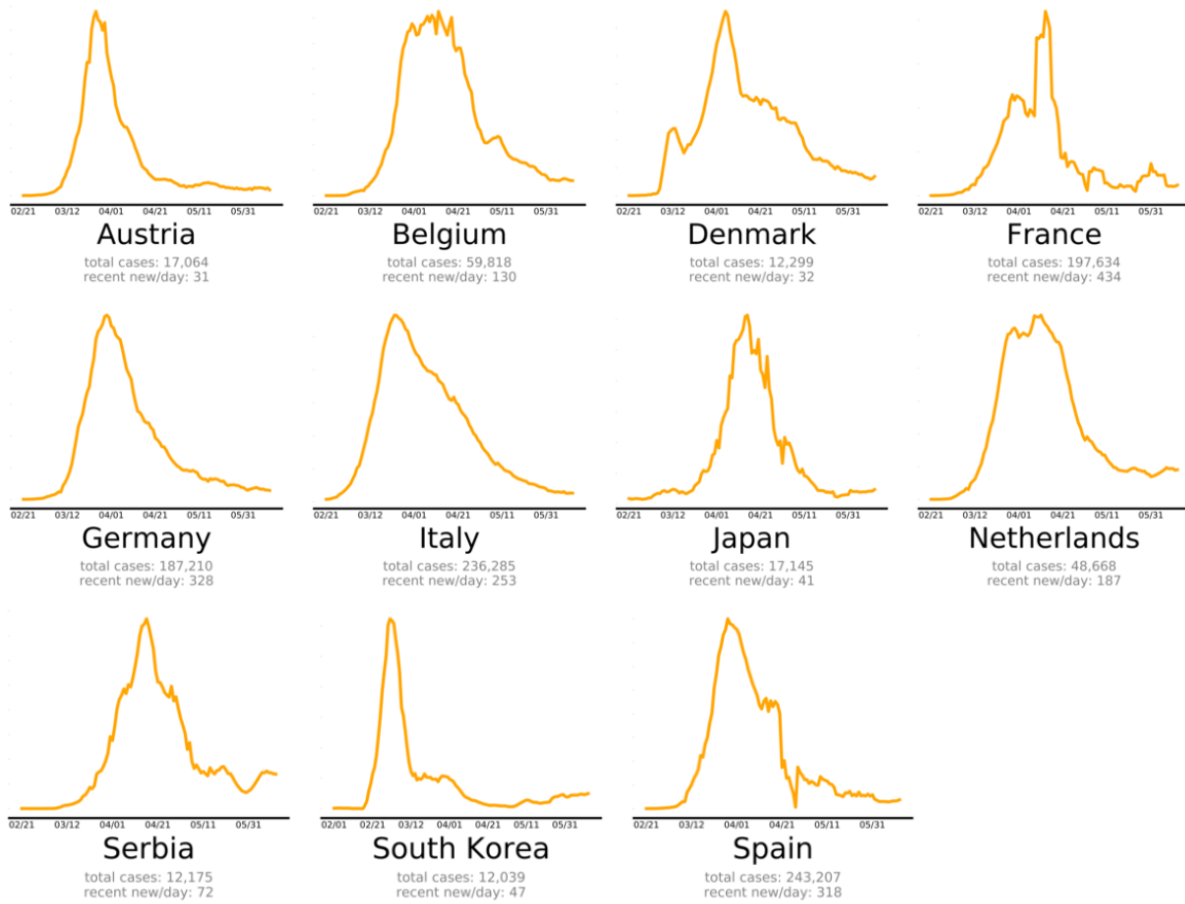 02/21 03/12 04/01 04/21 05/11 05/31
Austria
total cases: 17,064
recent new/day: 31
02/21 03/12 04/01 04/21 05/11 05/31
Belgium
total cases: 59,818
recent new/day: 130
02/21 03/12 04/01 04/21 05/11 05/31
Denmark
total cases: 12,299
recent new/day: 32
02/21 03/12 04/01 04/21 05/11 05/31
France
total cases: 197,634
recent new/day: 434
02/21 03/12 04/01 04/21 05/11 05/31
Germany
total cases: 187,210
recent new/day: 328
02/21 03/12 04/01 04/21 05/11 05/31
Italy
total cases: 236,285
recent new/day: 253
02/21 03/12 04/01 04/21 05/11 05/31
Japan
total cases: 17,145
recent new/day: 41
02/21 03/12 04/01 04/21 05/11 05/31
Netherlands
total cases: 48,668
recent new/day: 187
02/21 03/12 04/01 04/21 05/11 05/31
Serbia
total cases: 12,175
recent new/day: 72
02/01 02/21 03/12 04/01 04/21 05/11 05/31
South Korea
total cases: 12,039
recent new/day: 47
02/21 03/12 04/01 04/21 05/11 05/31
Spain
total cases: 243,207
recent new/day: 318